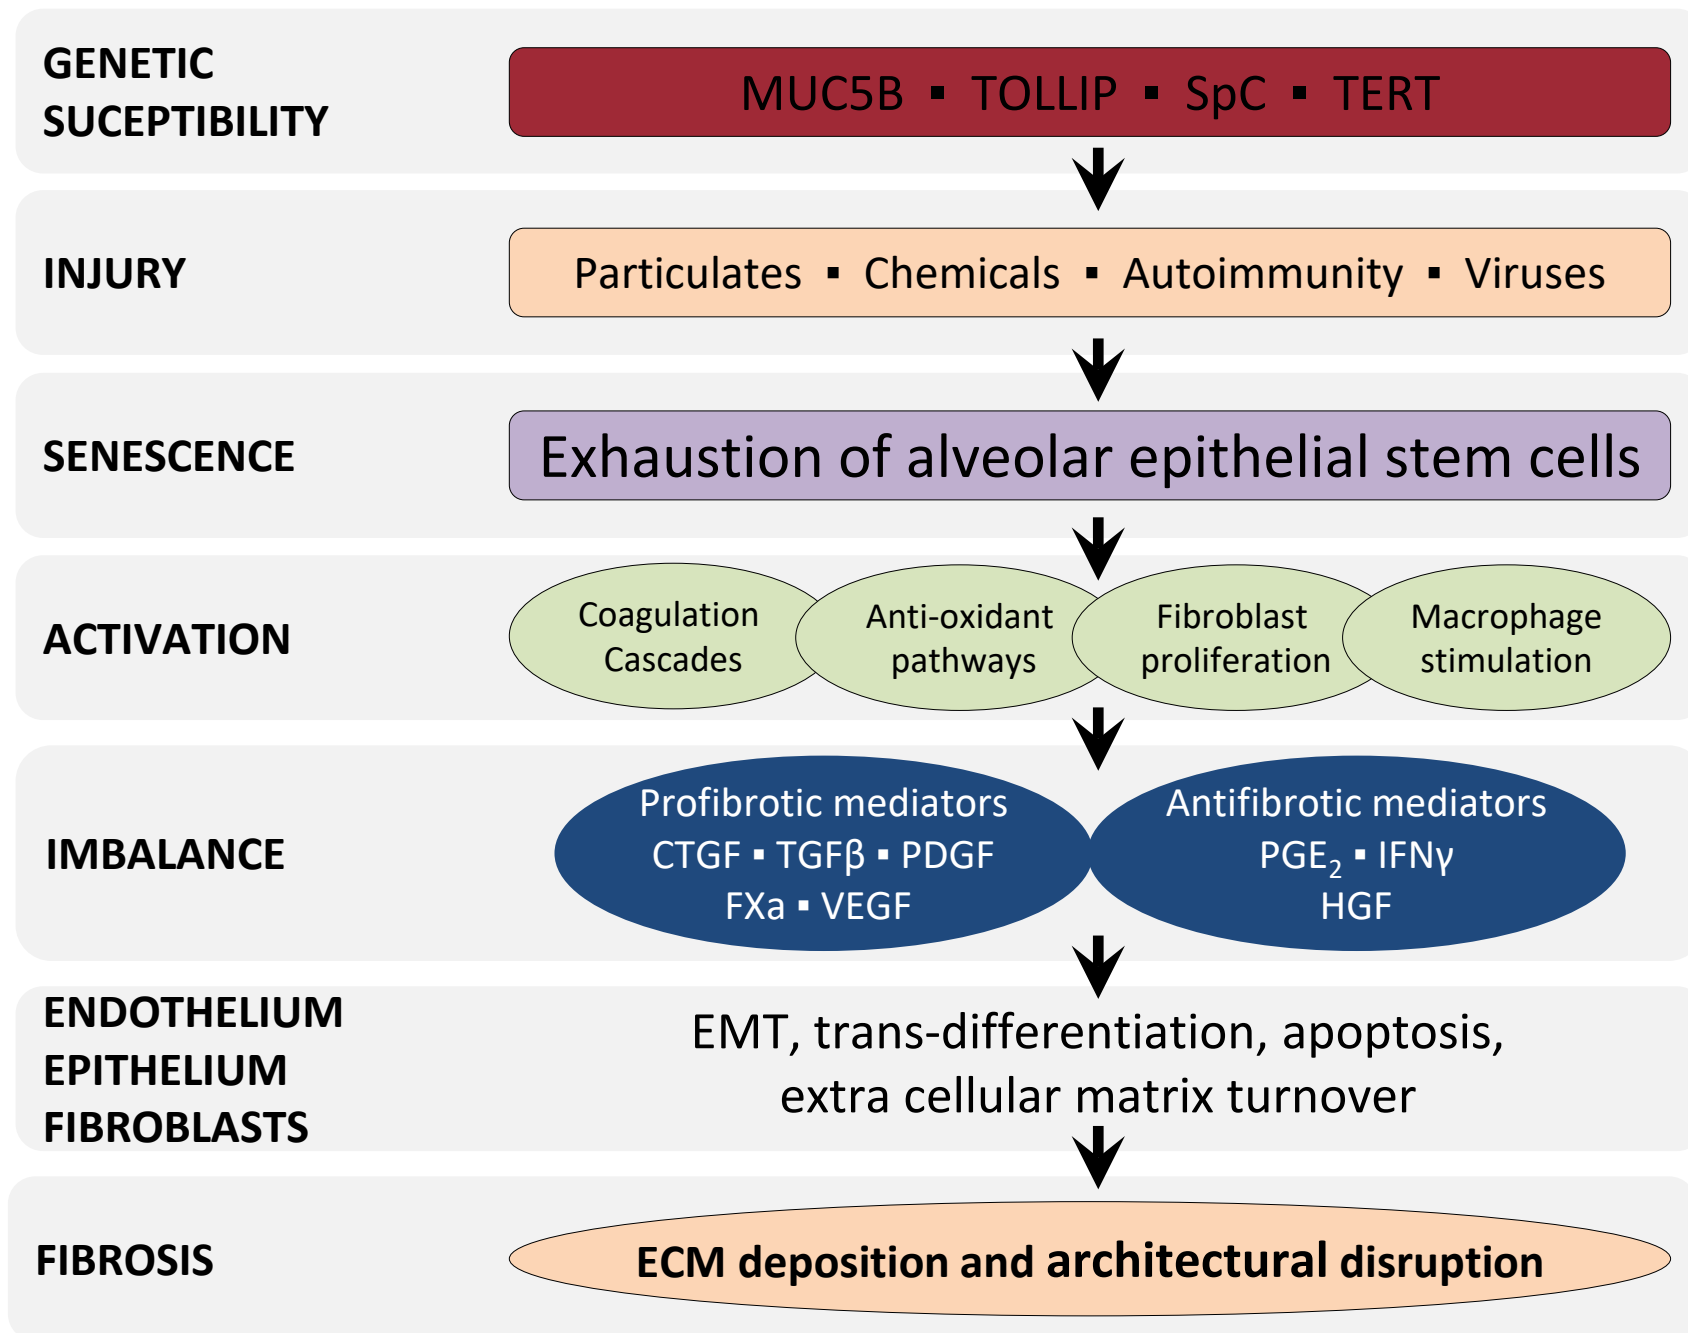 GENETIC
SUCEPTIBILITY
MUC5B ▪ TOLLIP ▪ SpC ▪ TERT
INJURY
Particulates ▪ Chemicals ▪ Autoimmunity ▪ Viruses
SENESCENCE
Exhaustion of alveolar epithelial stem cells
ACTIVATION
Coagulation
Cascades
Anti-oxidant
pathways
Fibroblast
proliferation
Macrophage
stimulation
IMBALANCE
Profibrotic mediators
CTGF ▪ TGFβ ▪ PDGF
FXa ▪ VEGF
Antifibrotic mediators
PGE₂ ▪ IFNγ
HGF
ENDOTHELIUM
EPITHELIUM
FIBROBLASTS
EMT, trans-differentiation, apoptosis,
extra cellular matrix turnover
FIBROSIS
ECM deposition and architectural disruption